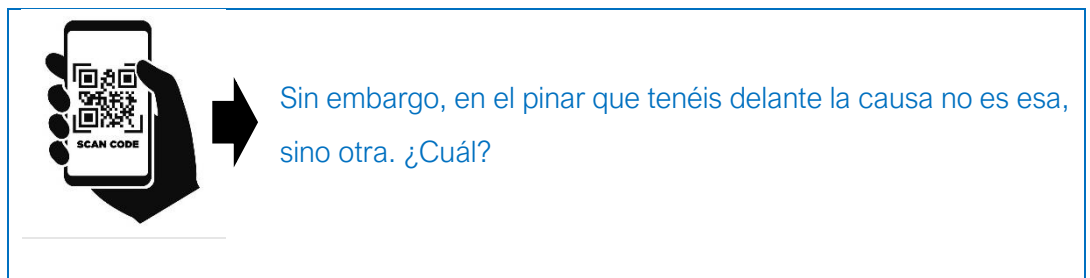 SCAN CODE
Sin embargo, en el pinar que tenéis delante la causa no es esa,
sino otra. ¿Cuál?